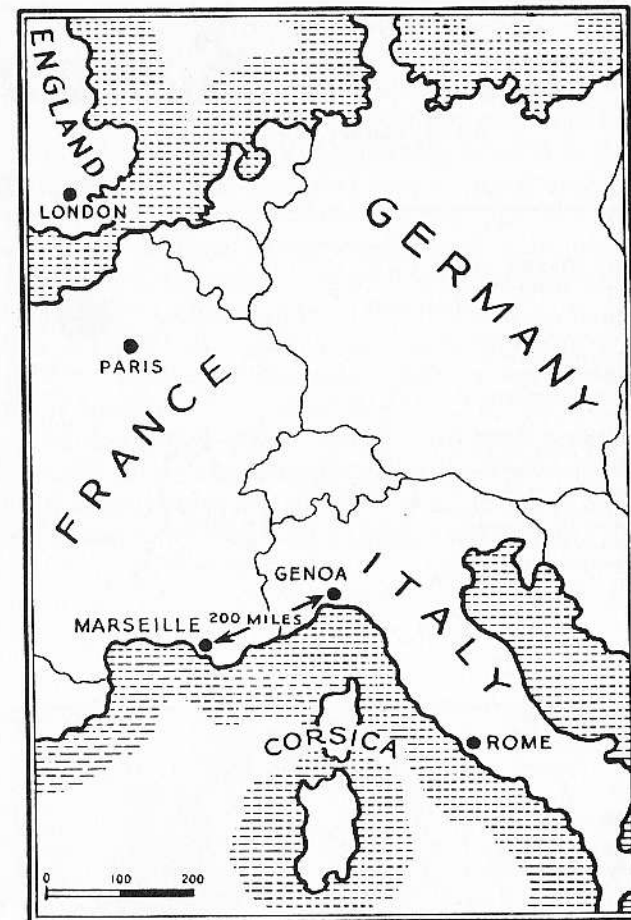 ENGLAND
LONDON
GERMANY
PARIS
FRANCE
GENOA
ITALY
MARSEILLE
200 MILES
CORSICA
ROME
0 100 200